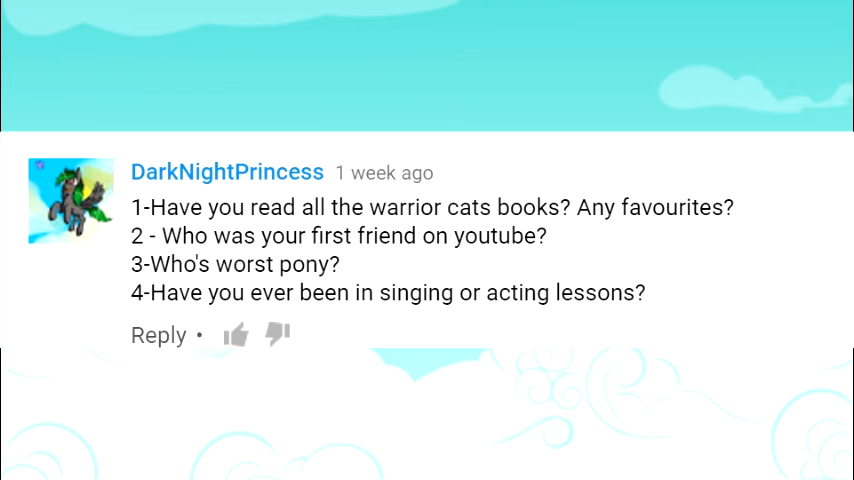 DarkNightPrincess 1 week ago
1-Have you read all the warrior cats books? Any favourites?
2 - Who was your first friend on youtube?
3-Who's worst pony?
4-Have you ever been in singing or acting lessons?
Reply •